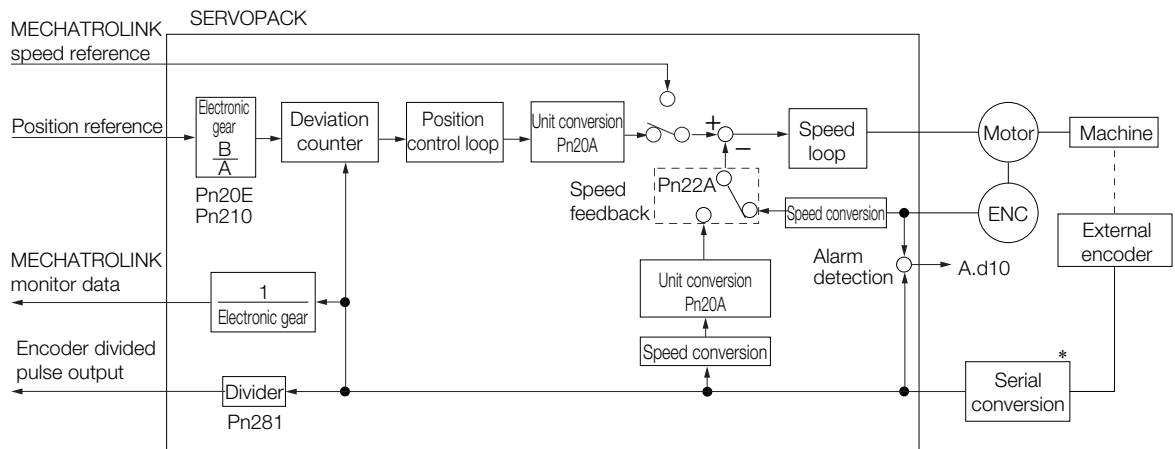 SERVOPACK
MECHATROLINK
speed reference
Position reference
Electronic
gear
B
A
Pn20E
Pn210
Deviation
counter
Position
control loop
Unit conversion
Pn20A
+
−
Speed
loop
Motor
Machine
Pn22A
Speed
feedback
Speed conversion
ENC
External
encoder
Alarm
detection
A.d10
MECHATROLINK
monitor data
1
Electronic gear
Unit conversion
Pn20A
Speed conversion
Encoder divided
pulse output
Divider
Pn281
*
Serial
conversion